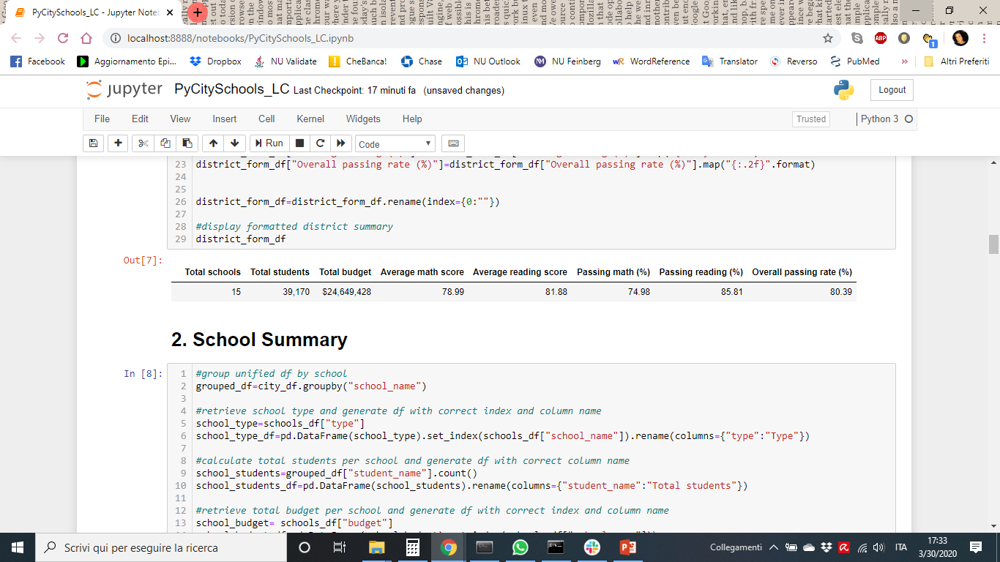 PyCitySchools_LC - Jupyter Noteb
localhost:8888/notebooks/PyCitySchools_LC.ipynb
ABP
1
Facebook Aggiornamento Epi... Dropbox NU Validate CheBanca! Chase NU Outlook NU Feinberg WordReference Translator Reverso PubMed » Altri Preferiti
jupyter PyCitySchools_LC Last Checkpoint: 17 minuti fa (unsaved changes)
Logout
File Edit View Insert Cell Kernel Widgets Help
Trusted Python 3
Run Code
23 district_form_df["Overall passing rate (%)"]=district_form_df["Overall passing rate (%)"].map("{:.2f}".format)
24
25
26 district_form_df=district_form_df.rename(index={0:""})
27
28 #display formatted district summary
29 district_form_df
Out[7]:
Total schools Total students Total budget Average math score Average reading score Passing math (%) Passing reading (%) Overall passing rate (%)
15 39,170 $24,649,428 78.99 81.88 74.98 85.81 80.39
2. School Summary
In [8]:
1 #group unified df by school
2 grouped_df=city_df.groupby("school_name")
3
4 #retrieve school type and generate df with correct index and column name
5 school_type=schools_df["type"]
6 school_type_df=pd.DataFrame(school_type).set_index(schools_df["school_name"]).rename(columns={"type":"Type"})
7
8 #calculate total students per school and generate df with correct column name
9 school_students=grouped_df["student_name"].count()
10 school_students_df=pd.DataFrame(school_students).rename(columns={"student_name":"Total students"})
11
12 #retrieve total budget per school and generate df with correct index and column name
13 school_budget= schools_df["budget"]
Scrivi qui per eseguire la ricerca
Collegamenti
ITA
17:33
3/30/2020